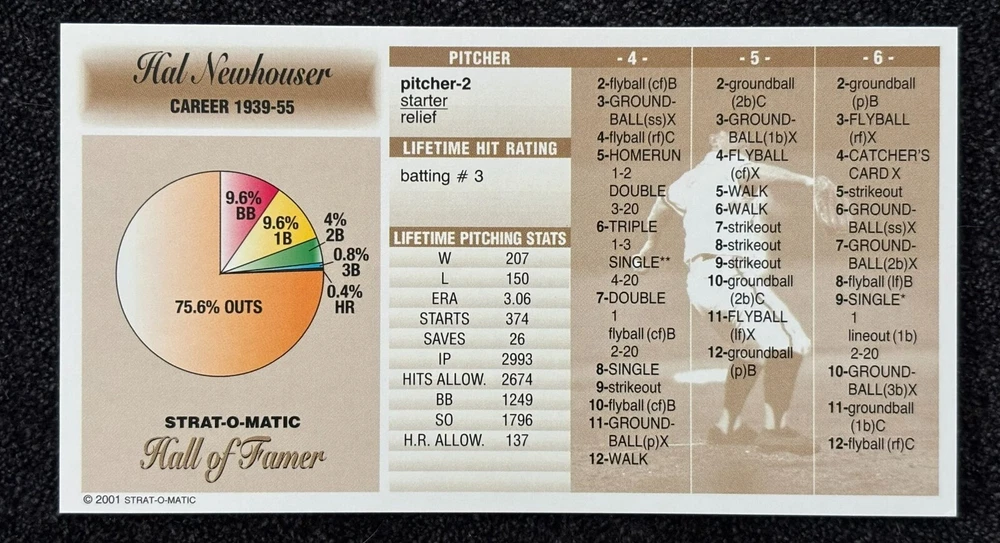 Hal Newhouser
CAREER 1939-55
9.6%
BB
9.6%
1B
4%
2B
0.8%
3B
0.4%
HR
75.6% OUTS
STRAT-O-MATIC
Hall of Famer
© 2001 STRAT-O-MATIC
PITCHER
pitcher-2
starter
relief
LIFETIME HIT RATING
batting # 3
LIFETIME PITCHING STATS
W 207
L 150
ERA 3.06
STARTS 374
SAVES 26
IP 2993
HITS ALLOW. 2674
BB 1249
SO 1796
H.R. ALLOW. 137
- 4 -
2-flyball (cf)B
3-GROUND-
BALL(ss)X
4-flyball (rf)C
5-HOMERUN
1-2
DOUBLE
3-20
6-TRIPLE
1-3
SINGLE**
4-20
7-DOUBLE
1
flyball (cf)B
2-20
8-SINGLE
9-strikeout
10-flyball (cf)B
11-GROUND-
BALL(p)X
12-WALK
- 5 -
2-groundball
(2b)C
3-GROUND-
BALL(1b)X
4-FLYBALL
(cf)X
5-WALK
6-WALK
7-strikeout
8-strikeout
9-strikeout
10-groundball
(2b)C
11-FLYBALL
(lf)X
12-groundball
(p)B
- 6 -
2-groundball
(p)B
3-FLYBALL
(rf)X
4-CATCHER'S
CARD X
5-strikeout
6-GROUND-
BALL(ss)X
7-GROUND-
BALL(2b)X
8-flyball (lf)B
9-SINGLE*
1
lineout (1b)
2-20
10-GROUND-
BALL(3b)X
11-groundball
(1b)C
12-flyball (rf)C